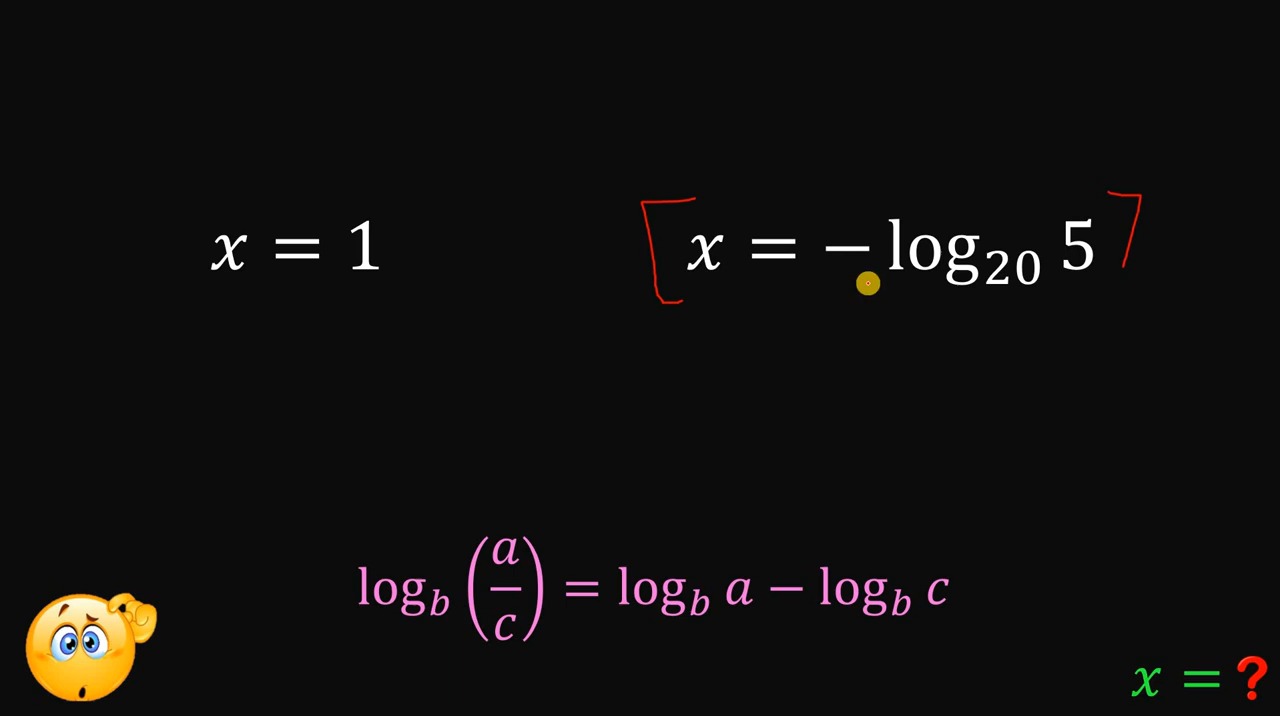 x = 1
x = − log₂₀ 5
log_b (a/c) = log_b a − log_b c
x = ?